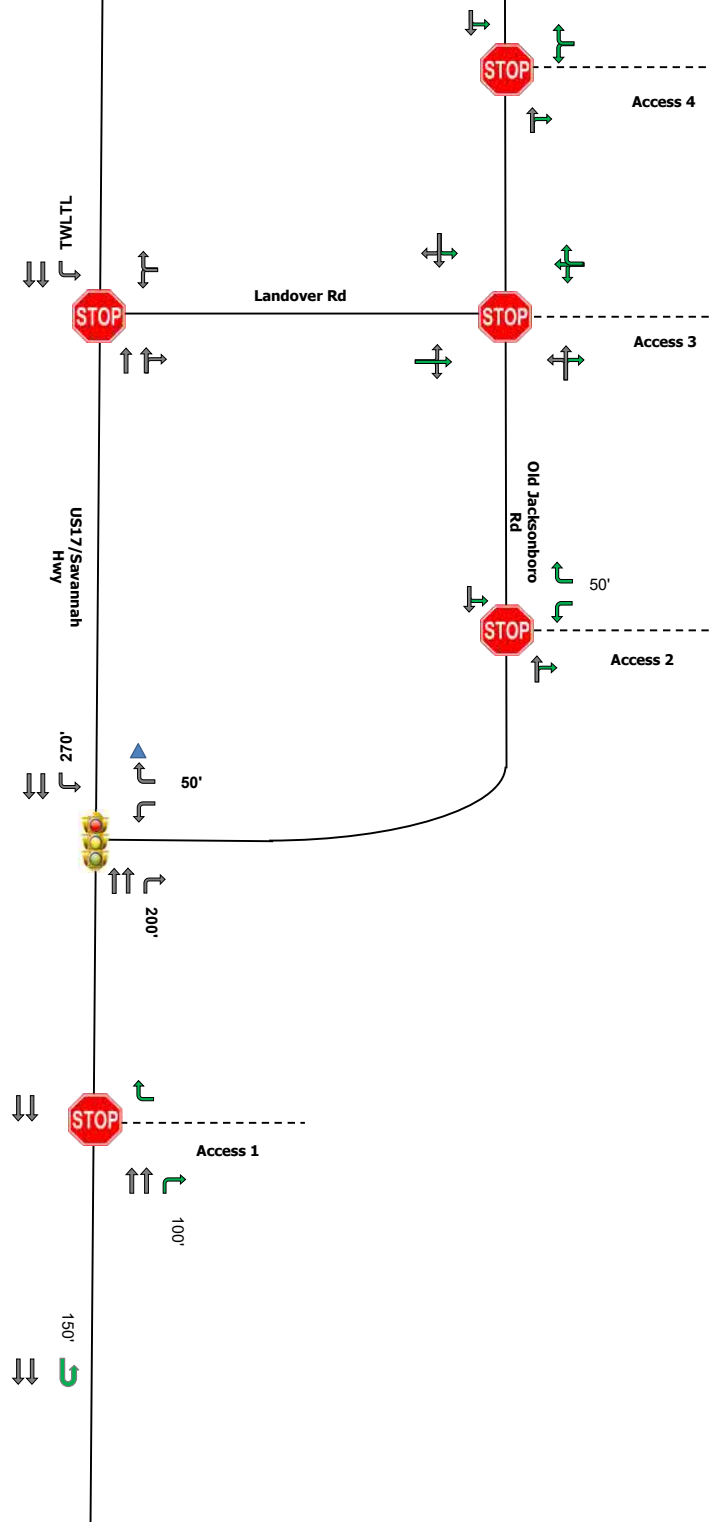 STOP
Access 4
TWLTL
STOP
Landover Rd
STOP
Access 3
US17/Savannah
Hwy
Old Jacksonboro
Rd
50'
STOP
Access 2
270'
50'
200'
STOP
Access 1
100'
150'